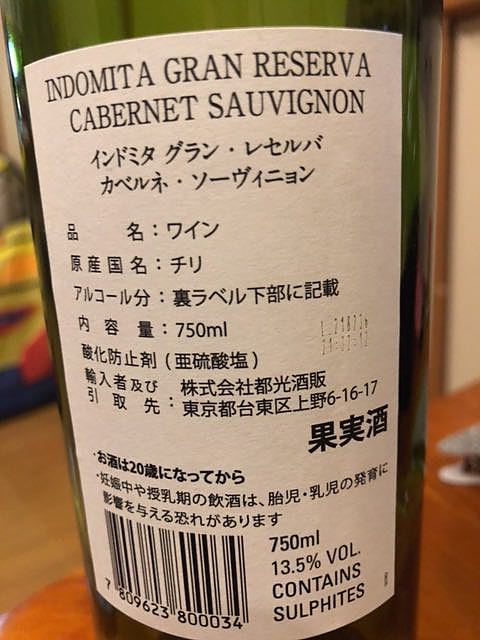 INDOMITA GRAN RESERVA
CABERNET SAUVIGNON
インドミタ グラン・レセルバ
カベルネ・ソーヴィニョン
品名：ワイン
原産国名：チリ
アルコール分：裏ラベル下部に記載
内容量：750ml
酸化防止剤(亜硫酸塩)
輸入者及び引取先：株式会社都光酒販
東京都台東区上野6-16-17
果実酒
・お酒は20歳になってから
・妊娠中や授乳期の飲酒は、胎児・乳児の発育に
影響を与える恐れがあります
750ml
13.5% VOL.
CONTAINS
SULPHITES
7 809623 800034